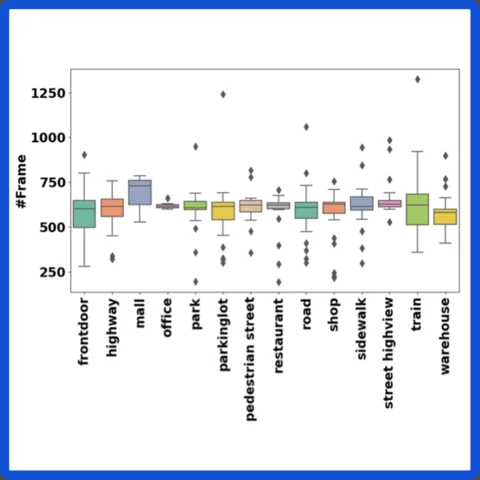 #Frame
1250
1000
750
500
250
frontdoor
highway
mall
office
park
parkinglot
pedestrian street
restaurant
road
shop
sidewalk
street highview
train
warehouse